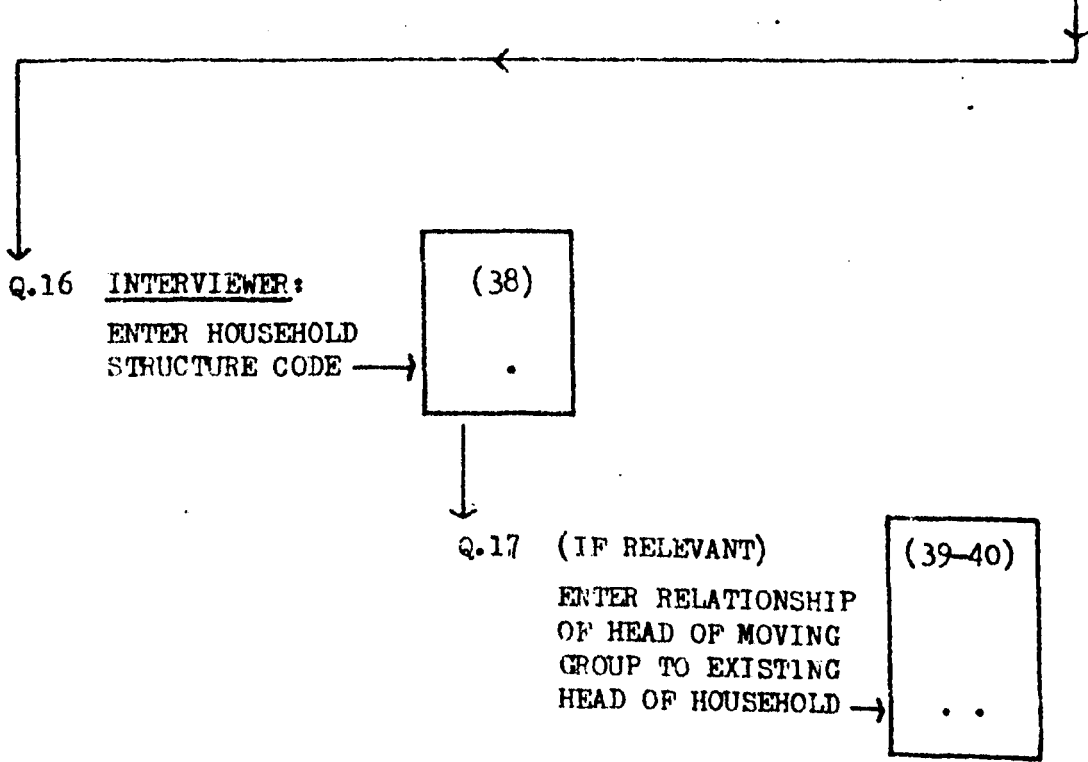 Q.16 INTERVIEWER:
(38)
ENTER HOUSEHOLD
STRUCTURE CODE
.
Q.17 (IF RELEVANT)
(39-40)
ENTER RELATIONSHIP
OF HEAD OF MOVING
GROUP TO EXISTING
HEAD OF HOUSEHOLD
. .